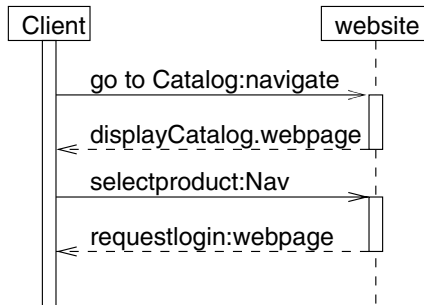 Client
website
go to Catalog:navigate
displayCatalog.webpage
selectproduct:Nav
requestlogin:webpage